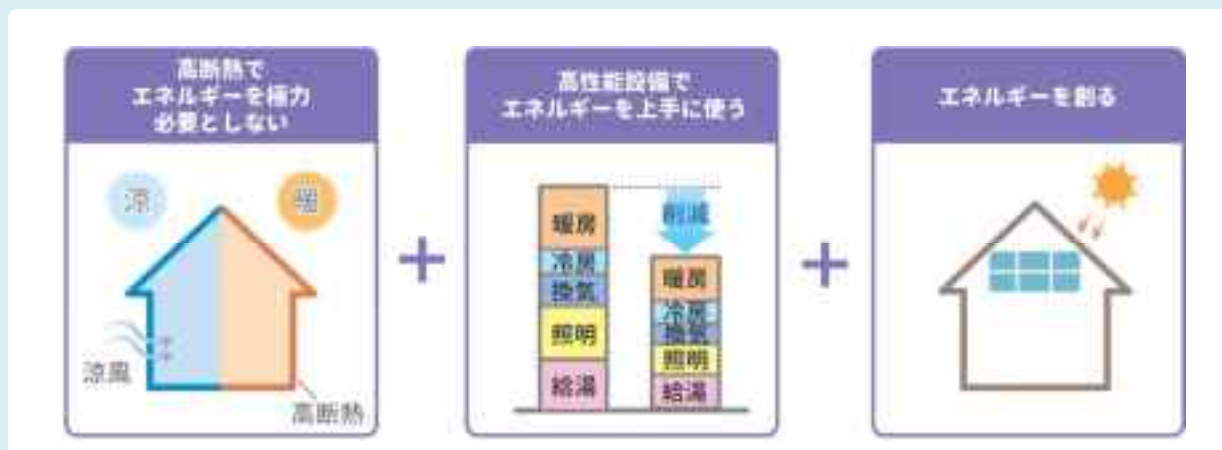 高断熱で
エネルギーを極力
必要としない
涼
暖
涼風
高断熱
高性能設備で
エネルギーを上手に使う
暖房
冷房
換気
照明
給湯
削減
暖房
冷房
換気
照明
給湯
エネルギーを創る